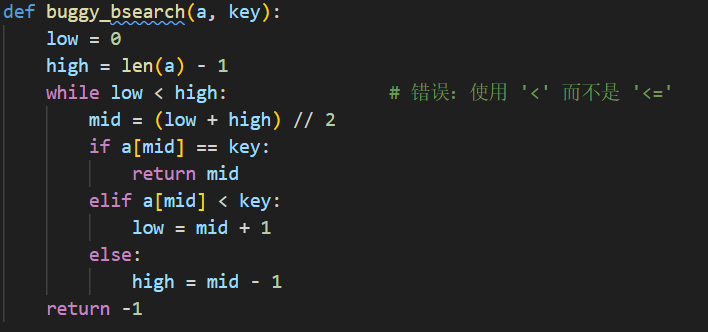 def buggy_bsearch(a, key):
    low = 0
    high = len(a) - 1
    while low < high:               # 错误：使用 '<' 而不是 '<='
        mid = (low + high) // 2
        if a[mid] == key:
            return mid
        elif a[mid] < key:
            low = mid + 1
        else:
            high = mid - 1
    return -1